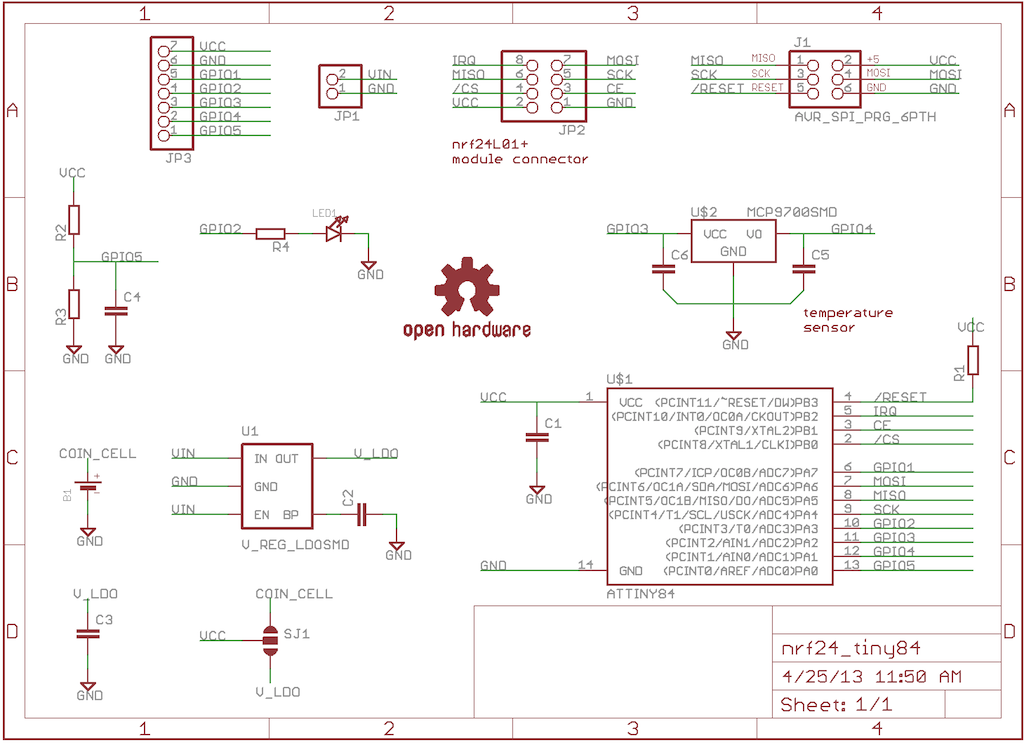 1 2 3 4
A A
B B
C C
D D
1 2 3 4
7 VCC
6 GND
5 GPIO1
4 GPIO2
3 GPIO3
2 GPIO4
1 GPIO5
JP3
2 VIN
1 GND
JP1
IRQ 8 7 MOSI
MISO 6 5 SCK
/CS 4 3 CE
VCC 2 1 GND
JP2
nrf24L01+
module connector
J1
MISO MISO 1 2 +5 VCC
SCK SCK 3 4 MOSI MOSI
/RESET RESET 5 6 GND GND
AVR_SPI_PRG_6PTH
VCC
R2
GPIO5
R3
C4
GND GND
GPIO2
R4
LED1
GND
open hardware
U$2 MCP9700SMD
GPIO3 VCC VO GPIO4
GND
C6 C5
GND
temperature
sensor
VCC
R1
U$1
VCC 1 VCC
C1
GND
GND 14 GND
(PCINT11/~RESET/DW)PB3 4 /RESET
(PCINT10/INT0/OC0A/CKOUT)PB2 5 IRQ
(PCINT9/XTAL2)PB1 3 CE
(PCINT8/XTAL1/CLKI)PB0 2 /CS
(PCINT7/ICP/OC0B/ADC7)PA7 6 GPIO1
(PCINT6/OC1A/SDA/MOSI/ADC6)PA6 7 MOSI
(PCINT5/OC1B/MISO/DO/ADC5)PA5 8 MISO
(PCINT4/T1/SCL/USCK/ADC4)PA4 9 SCK
(PCINT3/T0/ADC3)PA3 10 GPIO2
(PCINT2/AIN1/ADC2)PA2 11 GPIO3
(PCINT1/AIN0/ADC1)PA1 12 GPIO4
(PCINT0/AREF/ADC0)PA0 13 GPIO5
ATTINY84
COIN_CELL
B1
+
-
GND
U1
VIN IN OUT V_LDO
GND GND
VIN EN BP
C2
V_REG_LDOSMD
GND
V_LDO
C3
GND
COIN_CELL
VCC
SJ1
V_LDO
nrf24_tiny84
4/25/13 11:50 AM
Sheet: 1/1